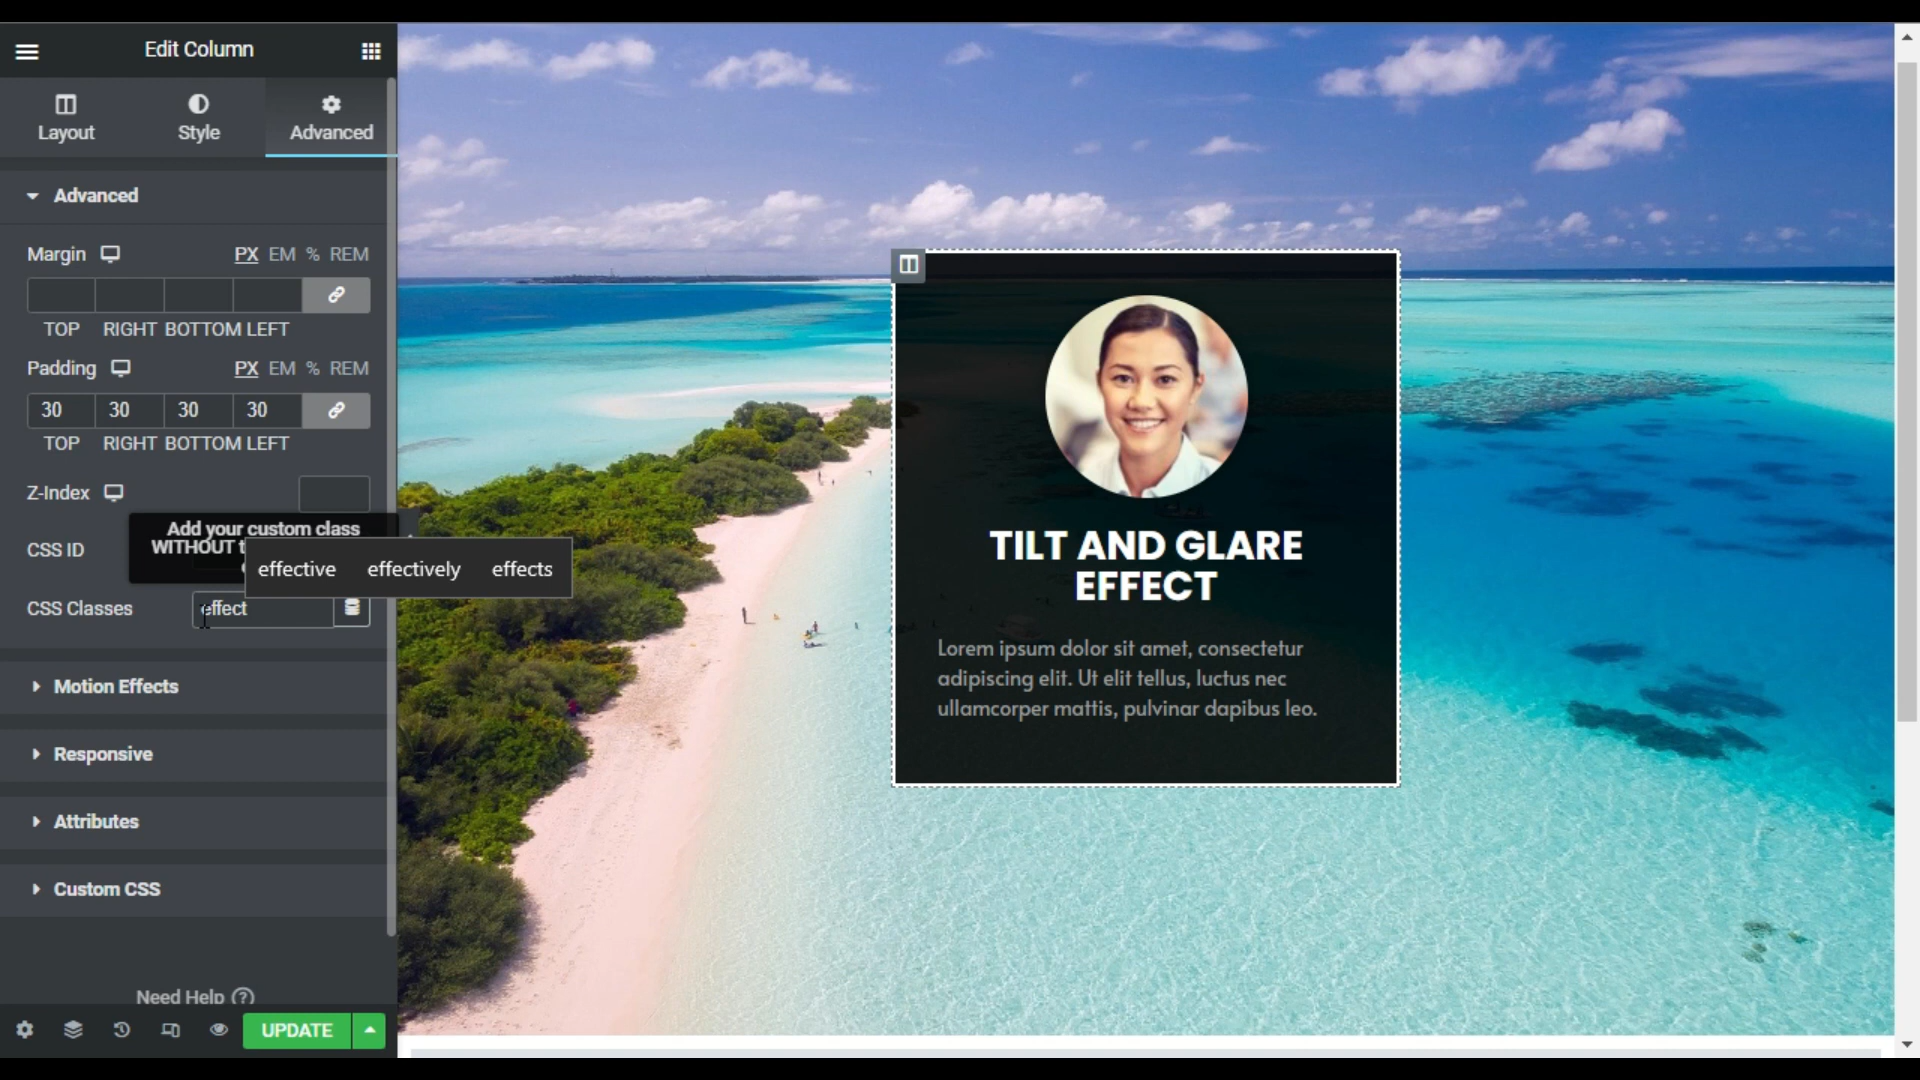 Edit Column
Layout
Style
Advanced
Advanced
Margin
PX EM % REM
TOP RIGHT BOTTOM LEFT
Padding
PX EM % REM
30 30 30 30
TOP RIGHT BOTTOM LEFT
Z-Index
Add your custom class
WITHOUT
CSS ID
effective effectively effects
CSS Classes
effect
Motion Effects
Responsive
Attributes
Custom CSS
Need Help ?
UPDATE
TILT AND GLARE
EFFECT
Lorem ipsum dolor sit amet, consectetur
adipiscing elit. Ut elit tellus, luctus nec
ullamcorper mattis, pulvinar dapibus leo.